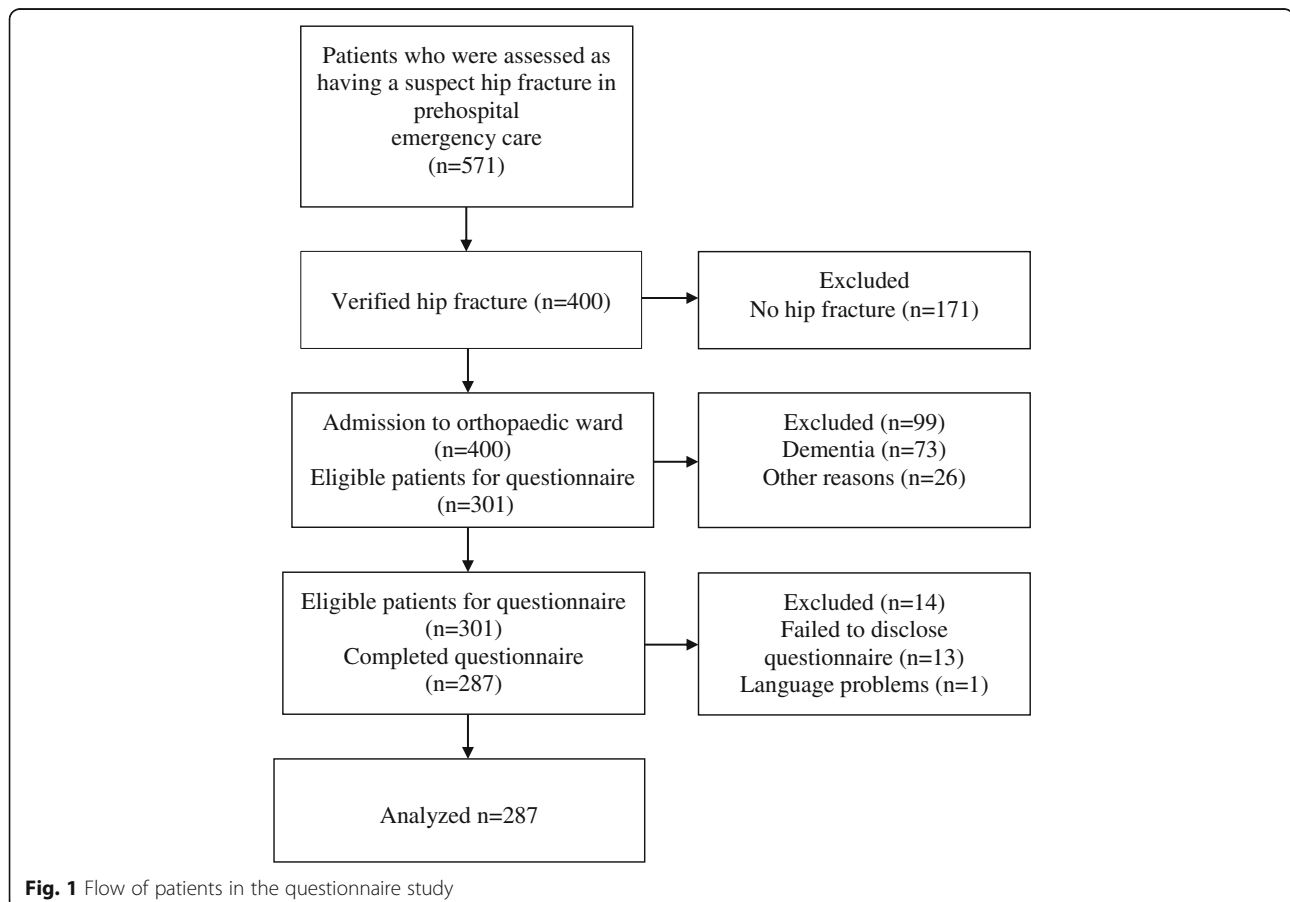 Patients who were assessed as
having a suspect hip fracture in
prehospital
emergency care
(n=571)
Verified hip fracture (n=400)
Excluded
No hip fracture (n=171)
Admission to orthopaedic ward
(n=400)
Eligible patients for questionnaire
(n=301)
Excluded (n=99)
Dementia (n=73)
Other reasons (n=26)
Eligible patients for questionnaire
(n=301)
Completed questionnaire
(n=287)
Excluded (n=14)
Failed to disclose
questionnaire (n=13)
Language problems (n=1)
Analyzed n=287
Fig. 1 Flow of patients in the questionnaire study